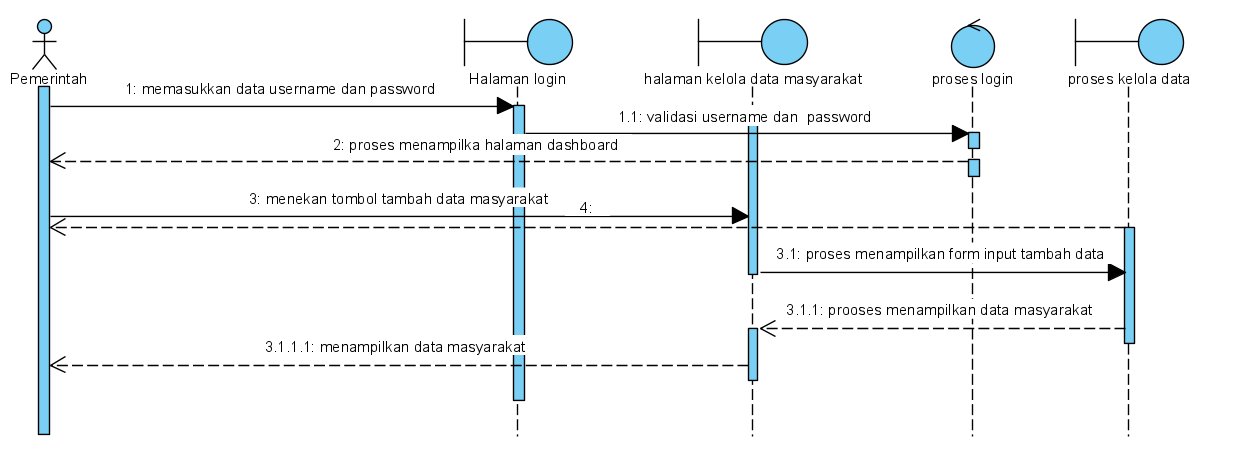 Pemerintah
Halaman login
halaman kelola data masyarakat
proses login
proses kelola data
1: memasukkan data username dan password
1.1: validasi username dan password
2: proses menampilka halaman dashboard
3: menekan tombol tambah data masyarakat
4:
3.1: proses menampilkan form input tambah data
3.1.1: prooses menampilkan data masyarakat
3.1.1.1: menampilkan data masyarakat